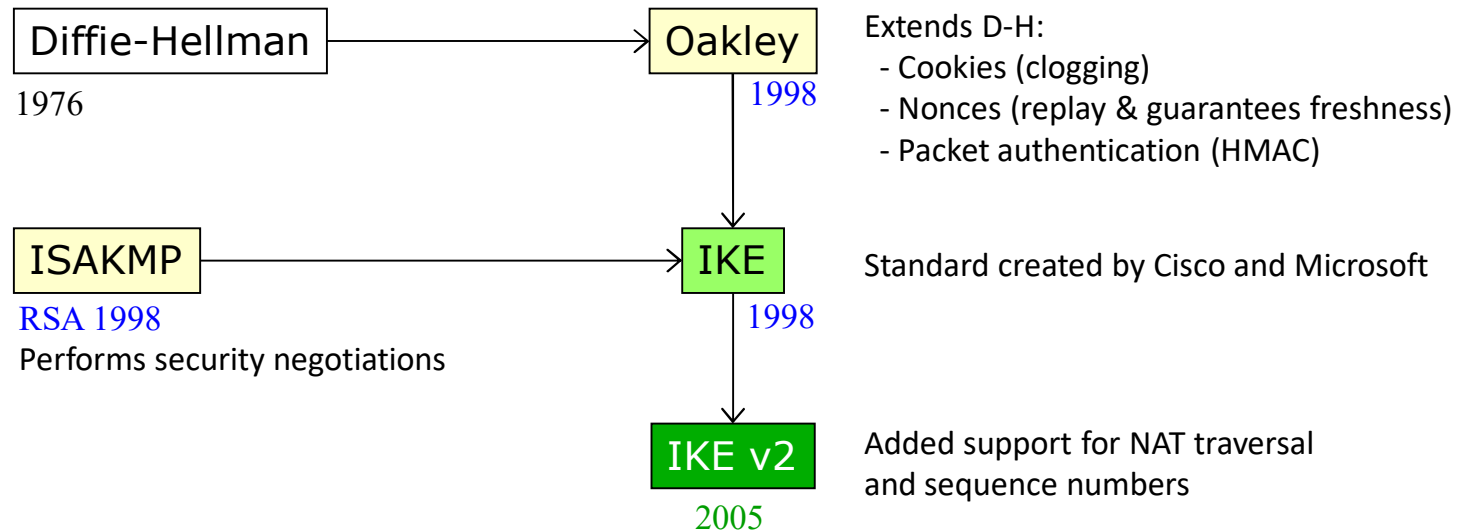 Diffie-Hellman
1976
Oakley
1998
Extends D-H:
- Cookies (clogging)
- Nonces (replay & guarantees freshness)
- Packet authentication (HMAC)
ISAKMP
RSA 1998
Performs security negotiations
IKE
1998
Standard created by Cisco and Microsoft
IKE v2
2005
Added support for NAT traversal
and sequence numbers